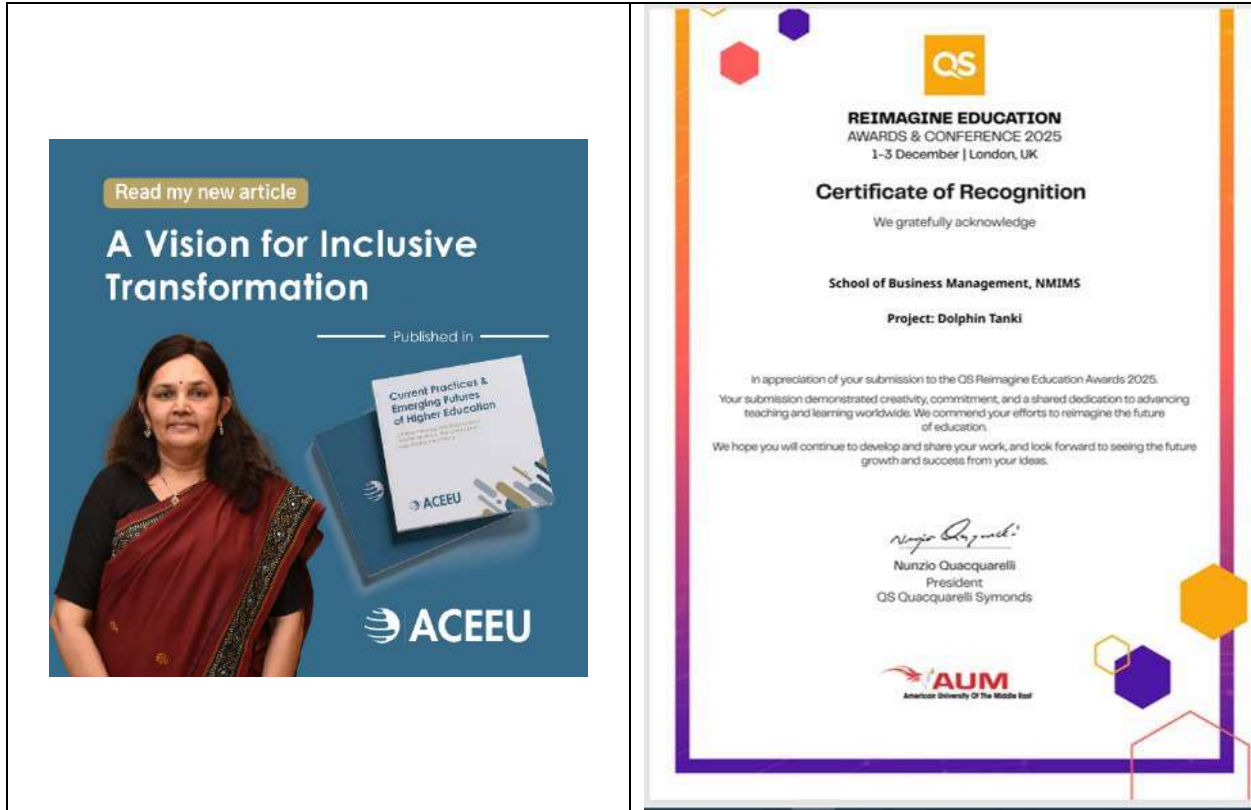 Read my new article
A Vision for Inclusive
Transformation
Published in
Current Practices &
Emerging Futures
of Higher Education
ACEEU
ACEEU
QS
REIMAGINE EDUCATION
AWARDS & CONFERENCE 2025
1-3 December | London, UK
Certificate of Recognition
We gratefully acknowledge
School of Business Management, NMIMS
Project: Dolphin Tanki
In appreciation of your submission to the QS Reimagine Education Awards 2025.
Your submission demonstrated creativity, commitment, and a shared dedication to advancing
teaching and learning worldwide. We commend your efforts to reimagine the future
of education.
We hope you will continue to develop and share your work, and look forward to seeing the future
growth and success from your ideas.
Nunzio Quacquarelli
President
QS Quacquarelli Symonds
AUM
American University Of The Middle East